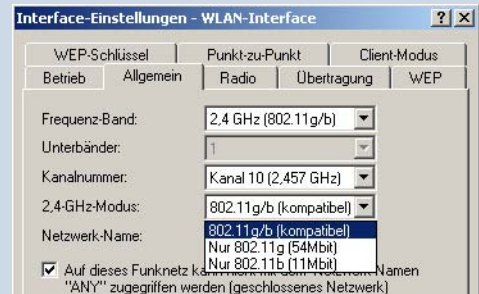 Interface-Einstellungen - WLAN-Interface
WEP-Schlüssel Punkt-zu-Punkt Client-Modus
Betrieb Allgemein Radio Übertragung WEP
Frequenz-Band: 2,4 GHz (802.11g/b)
Unterbänder: 1
Kanalnummer: Kanal 10 (2,457 GHz)
2,4-GHz-Modus: 802.11g/b (kompatibel)
802.11g/b (kompatibel)
Netzwerk-Name: Nur 802.11g (54Mbit)
Nur 802.11b (11Mbit)
Auf dieses Funknetz Namen
"ANY" zugegriffen werden (geschlossenes Netzwerk)